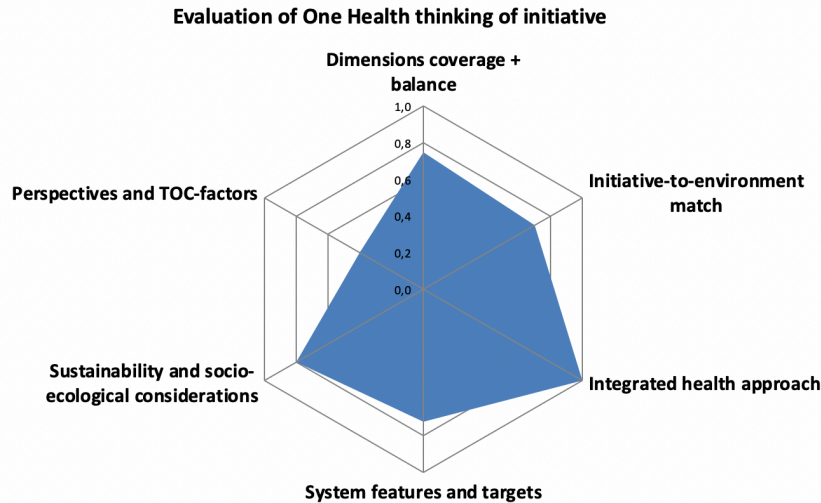 Evaluation of One Health thinking of initiative
Dimensions coverage +
balance
1,0
0,8
0,6
0,4
0,2
0,0
Initiative-to-environment
match
Integrated health approach
System features and targets
Sustainability and socio-
ecological considerations
Perspectives and TOC-factors